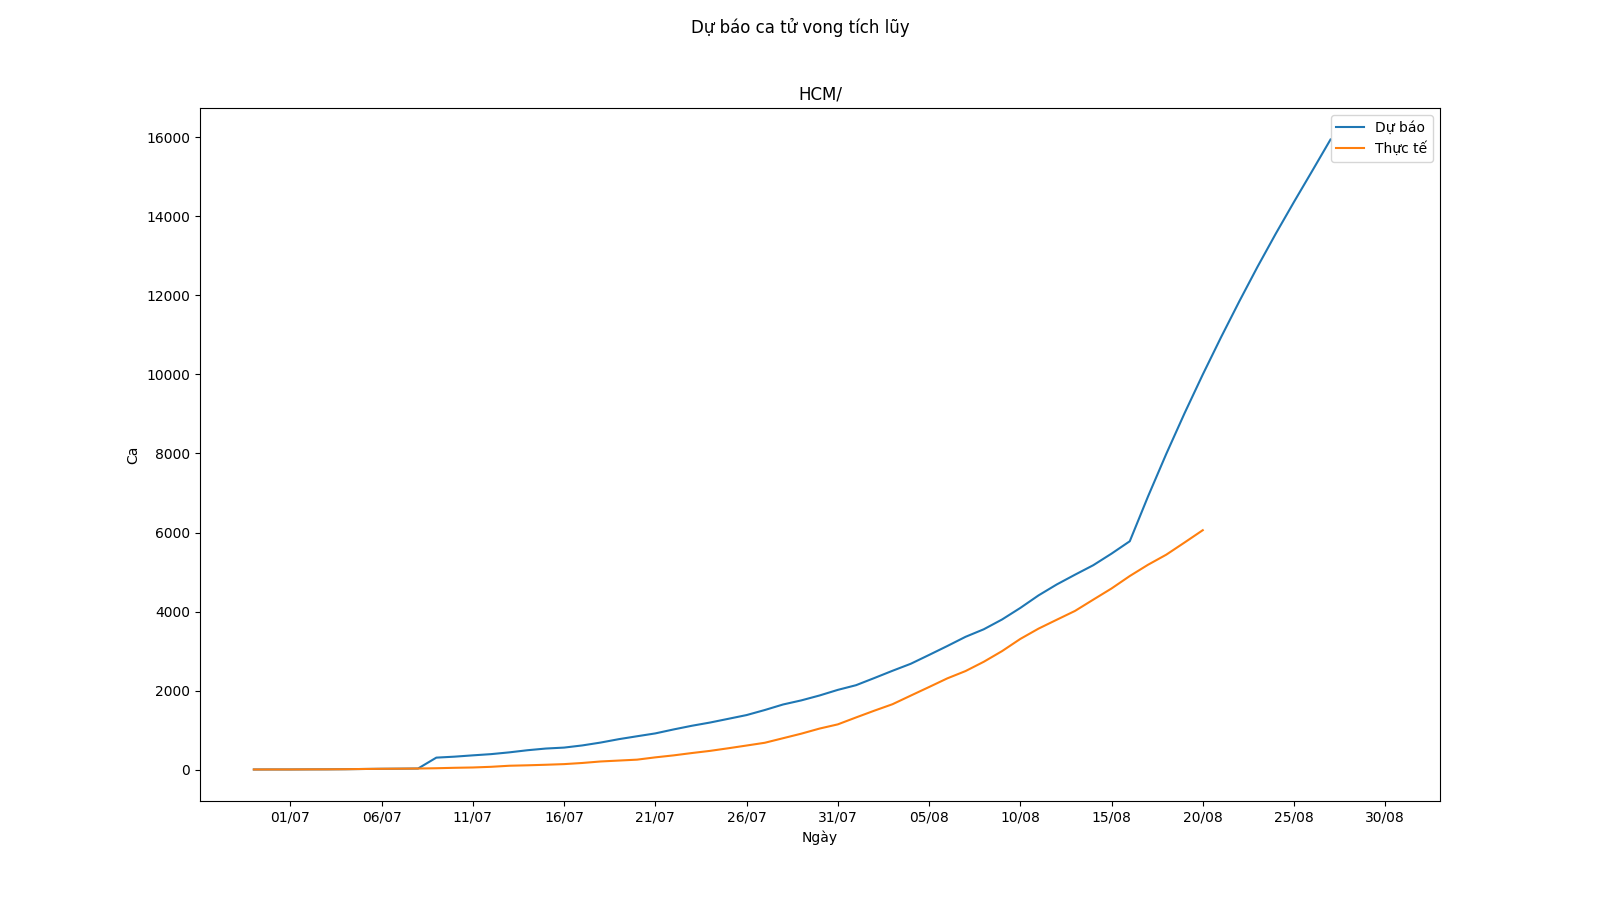 Dự báo ca tử vong tích lũy
HCM/
Dự báo
Thực tế
16000
14000
12000
10000
8000
6000
4000
2000
0
Ca
01/07 06/07 11/07 16/07 21/07 26/07 31/07 05/08 10/08 15/08 20/08 25/08 30/08
Ngày